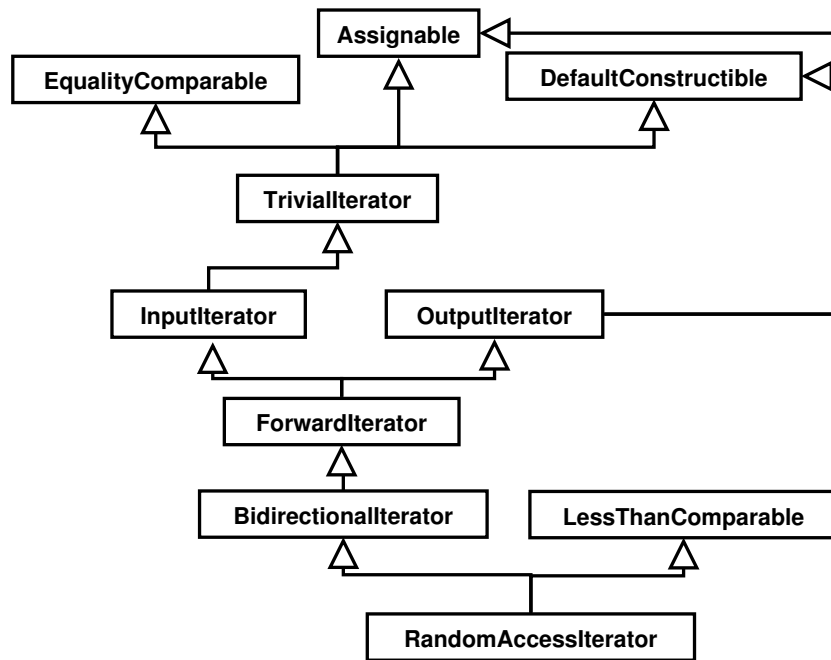 Assignable
EqualityComparable
DefaultConstructible
TrivialIterator
InputIterator
OutputIterator
ForwardIterator
BidirectionalIterator
LessThanComparable
RandomAccessIterator